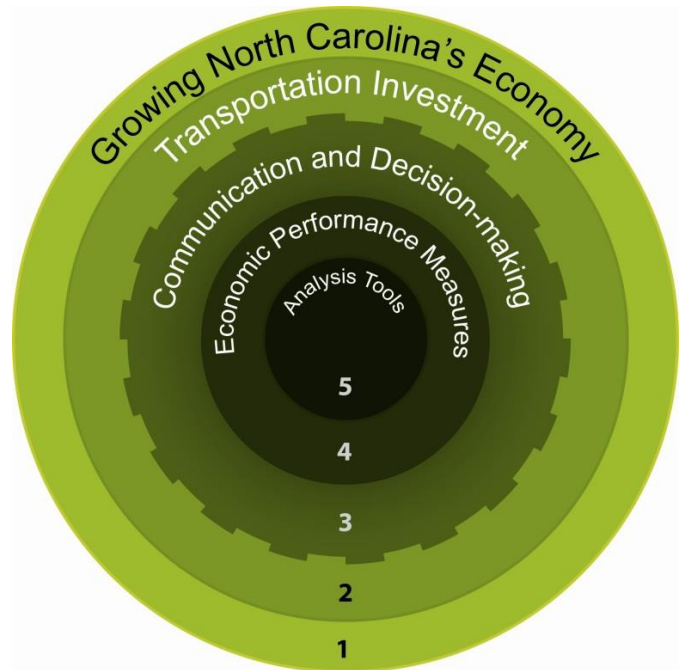 Growing North Carolina's Economy
Transportation Investment
Communication and Decision-making
Economic Performance Measures
Analysis Tools
5
4
3
2
1